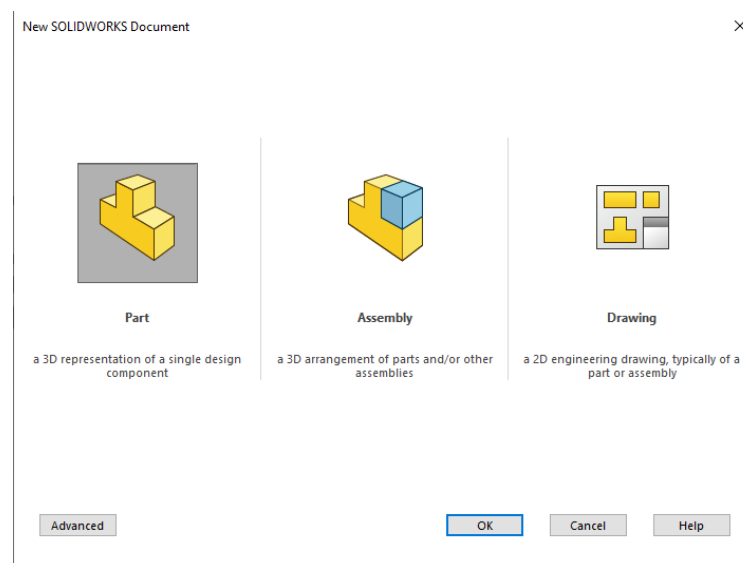 New SOLIDWORKS Document
Part
a 3D representation of a single design
component
Assembly
a 3D arrangement of parts and/or other
assemblies
Drawing
a 2D engineering drawing, typically of a
part or assembly
Advanced
OK
Cancel
Help